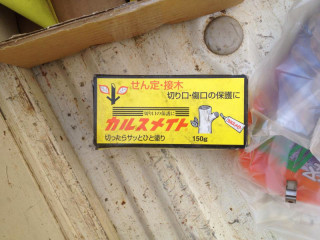 せん定・接木
切り口・傷口の保護に
カルスメイト
切ったらサッとひと塗り
150g